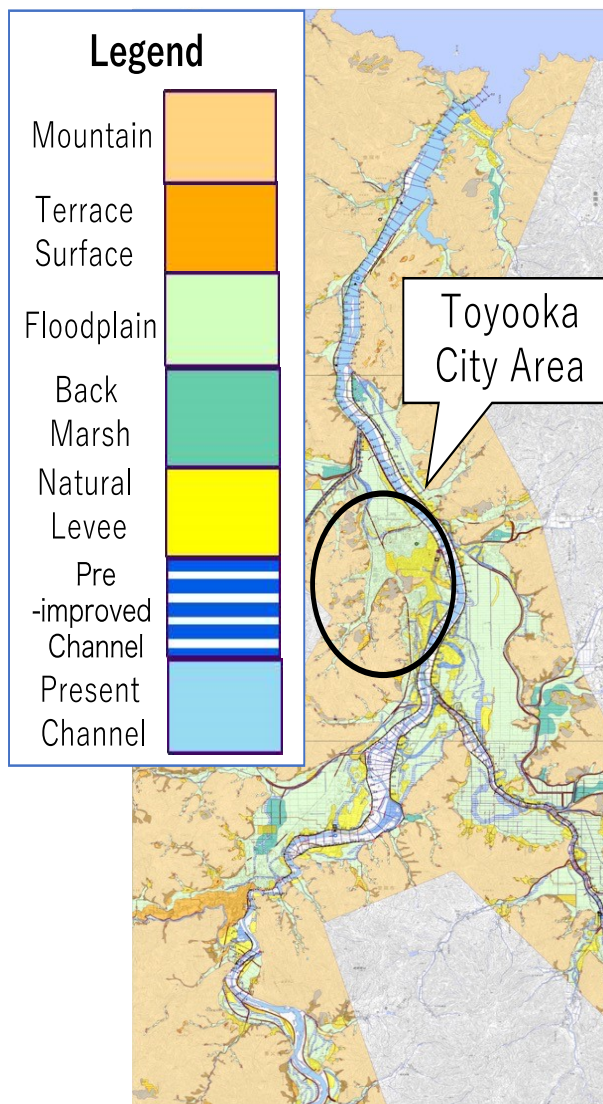 Legend
Mountain
Terrace
Surface
Floodplain
Back
Marsh
Natural
Levee
Pre
-improved
Channel
Present
Channel
Toyooka
City Area